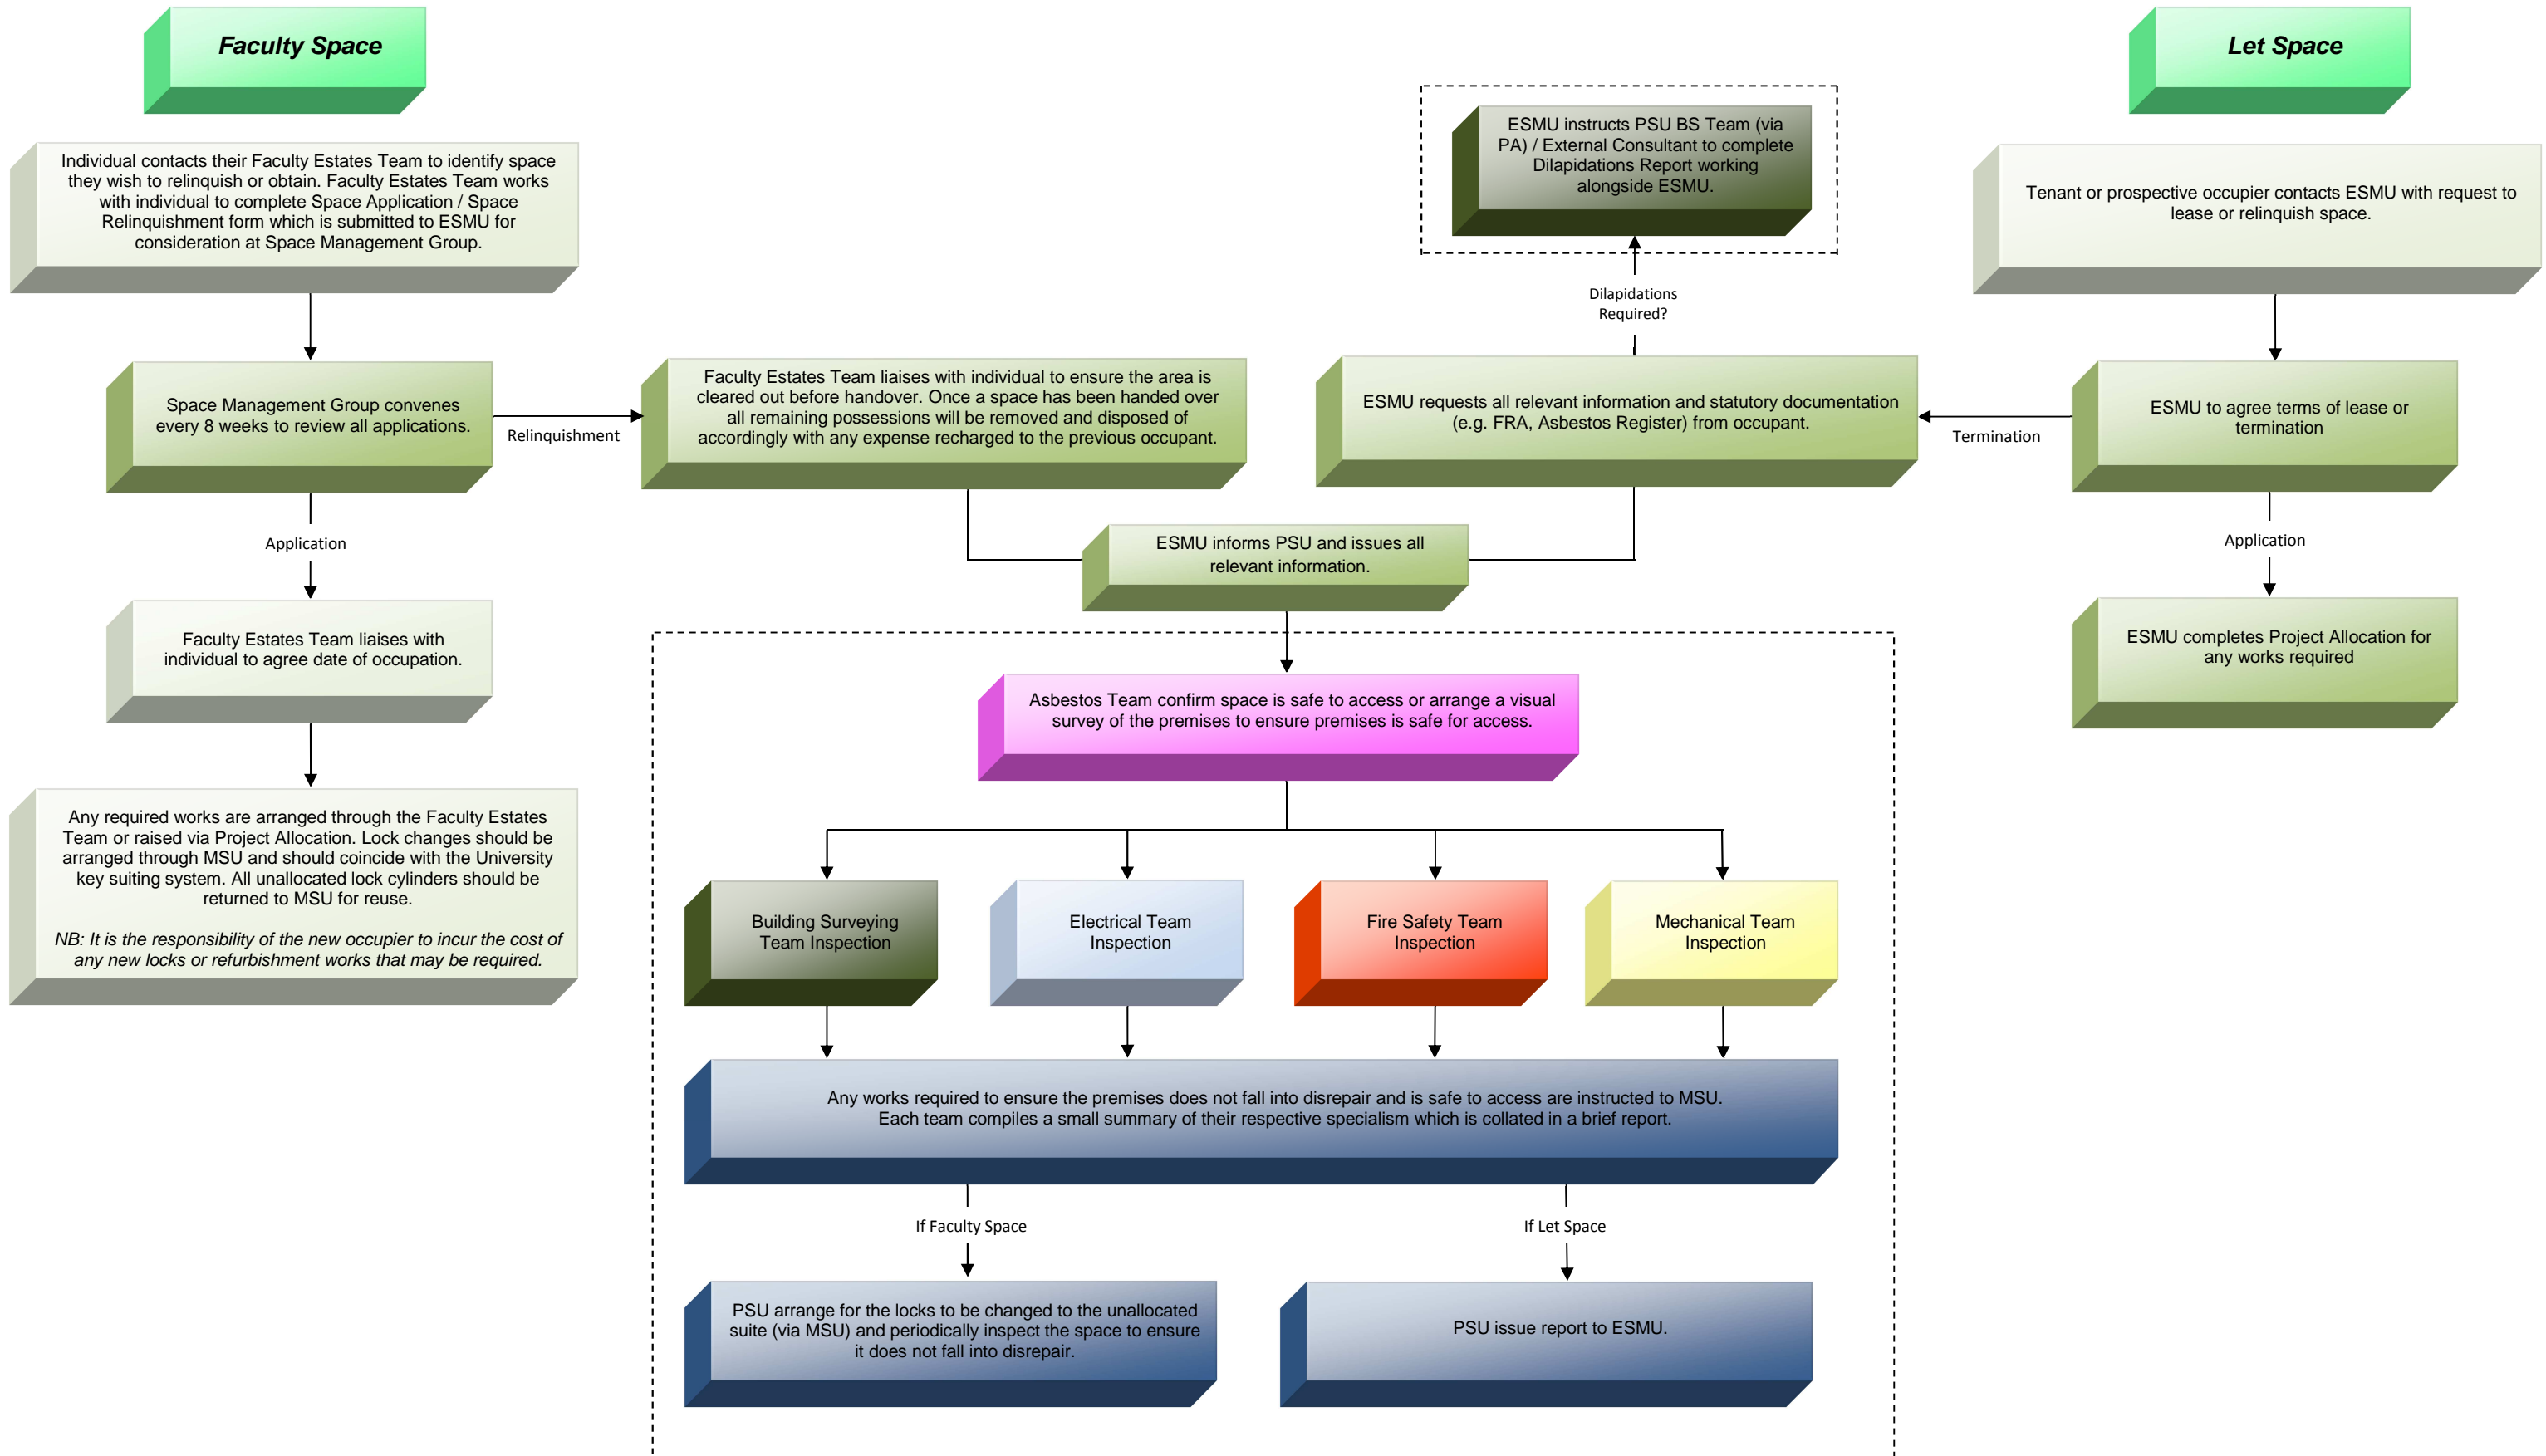 Faculty Space
Let Space
Individual contacts their Faculty Estates Team to identify space
they wish to relinquish or obtain. Faculty Estates Team works
with individual to complete Space Application / Space
Relinquishment form which is submitted to ESMU for
consideration at Space Management Group.
ESMU instructs PSU BS Team (via
PA) / External Consultant to complete
Dilapidations Report working
alongside ESMU.
Tenant or prospective occupier contacts ESMU with request to
lease or relinquish space.
Dilapidations
Required?
Space Management Group convenes
every 8 weeks to review all applications.
Relinquishment
Faculty Estates Team liaises with individual to ensure the area is
cleared out before handover. Once a space has been handed over
all remaining possessions will be removed and disposed of
accordingly with any expense recharged to the previous occupant.
ESMU requests all relevant information and statutory documentation
(e.g. FRA, Asbestos Register) from occupant.
Termination
ESMU to agree terms of lease or
termination
Application
ESMU informs PSU and issues all
relevant information.
Application
Faculty Estates Team liaises with
individual to agree date of occupation.
ESMU completes Project Allocation for
any works required
Asbestos Team confirm space is safe to access or arrange a visual
survey of the premises to ensure premises is safe for access.
Any required works are arranged through the Faculty Estates
Team or raised via Project Allocation. Lock changes should be
arranged through MSU and should coincide with the University
key suiting system. All unallocated lock cylinders should be
returned to MSU for reuse.
NB: It is the responsibility of the new occupier to incur the cost of
any new locks or refurbishment works that may be required.
Building Surveying
Team Inspection
Electrical Team
Inspection
Fire Safety Team
Inspection
Mechanical Team
Inspection
Any works required to ensure the premises does not fall into disrepair and is safe to access are instructed to MSU.
Each team compiles a small summary of their respective specialism which is collated in a brief report.
If Faculty Space
If Let Space
PSU arrange for the locks to be changed to the unallocated
suite (via MSU) and periodically inspect the space to ensure
it does not fall into disrepair.
PSU issue report to ESMU.